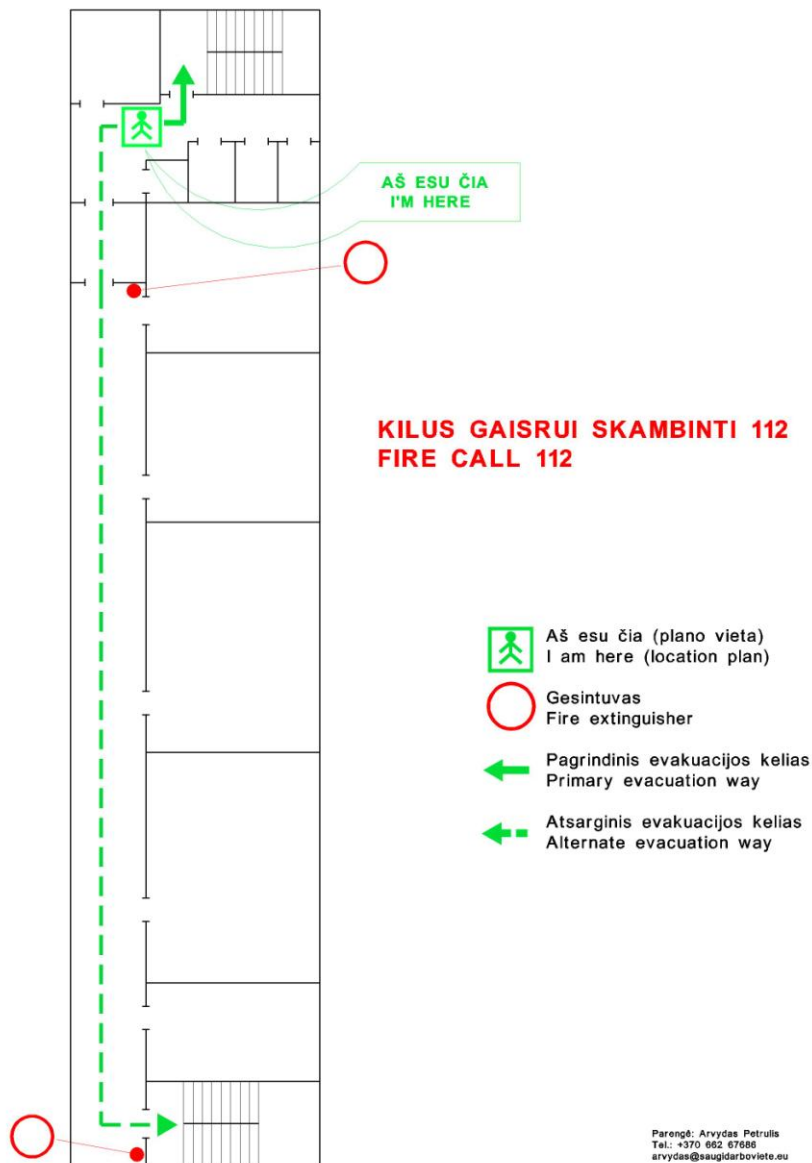 AŠ ESU ČIA
I'M HERE
KILUS GAISRUI SKAMBINTI 112
FIRE CALL 112
Aš esu čia (plano vieta)
I am here (location plan)
Gesintuvas
Fire extinguisher
Pagrindinis evakuacijos kelias
Primary evacuation way
Atsarginis evakuacijos kelias
Alternate evacuation way
Parengė: Arvydas Petrulis
Tel.: +370 662 67686
arvydas@saugidarboviete.eu